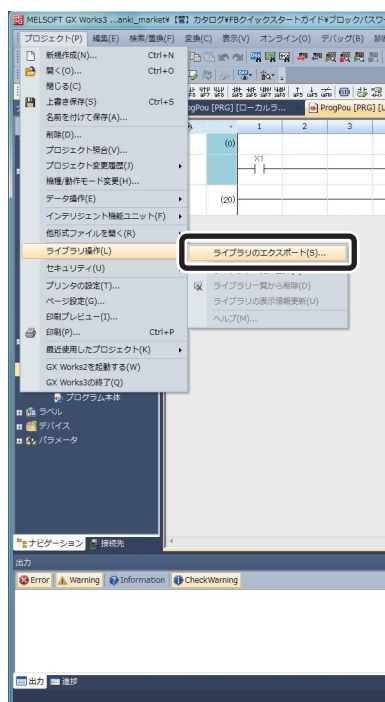 MELSOFT GX Works3 ...anki_market¥【菅】カタログ¥FBクイックスタートガイド¥ブロックパスワ
プロジェクト(P) 編集(E) 検索/置換(F) 変換(C) 表示(V) オンライン(O) デバッグ(B) 診
新規作成(N)... Ctrl+N
開く(O)... Ctrl+O
閉じる(C)
上書き保存(S) Ctrl+S
名前を付けて保存(A)...
ogPou [PRG] [ローカルラ... ProgPou [PRG] [L
削除(D)...
プロジェクト照合(V)...
プロジェクト変更履歴(J)
機種/動作モード変更(H)...
データ操作(E)
インテリジェント機能ユニット(F)
他形式ファイルを開く(R)
ライブラリ操作(L)
セキュリティ(U)
プリンタの設定(T)...
ページ設定(G)...
印刷プレビュー(I)...
印刷(P)... Ctrl+P
最近使用したプロジェクト(K)
GX Works2を起動する(W)
GX Works3の終了(Q)
1 2 3
(0)
X1
(20)
ライブラリのエクスポート(S)...
ライブラリ一覧から削除(D)
ライブラリの表示情報更新(U)
ヘルプ(M)...
プログラム本体
ラベル
デバイス
パラメータ
ナビゲーション 接続先
出力
Error Warning Information CheckWarning
出力 進捗